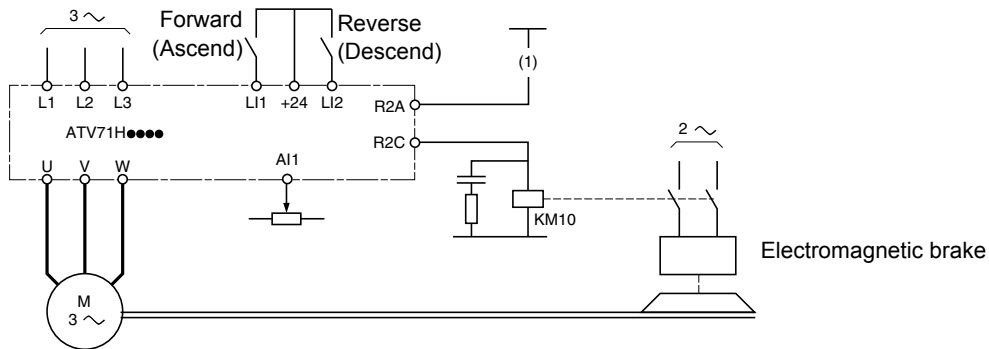 3 ~
Forward
(Ascend)
Reverse
(Descend)
(1)
L1 L2 L3 LI1 +24 LI2 R2A
ATV71H●●●●
R2C
2 ~
U V W AI1
KM10
Electromagnetic brake
M
3 ~